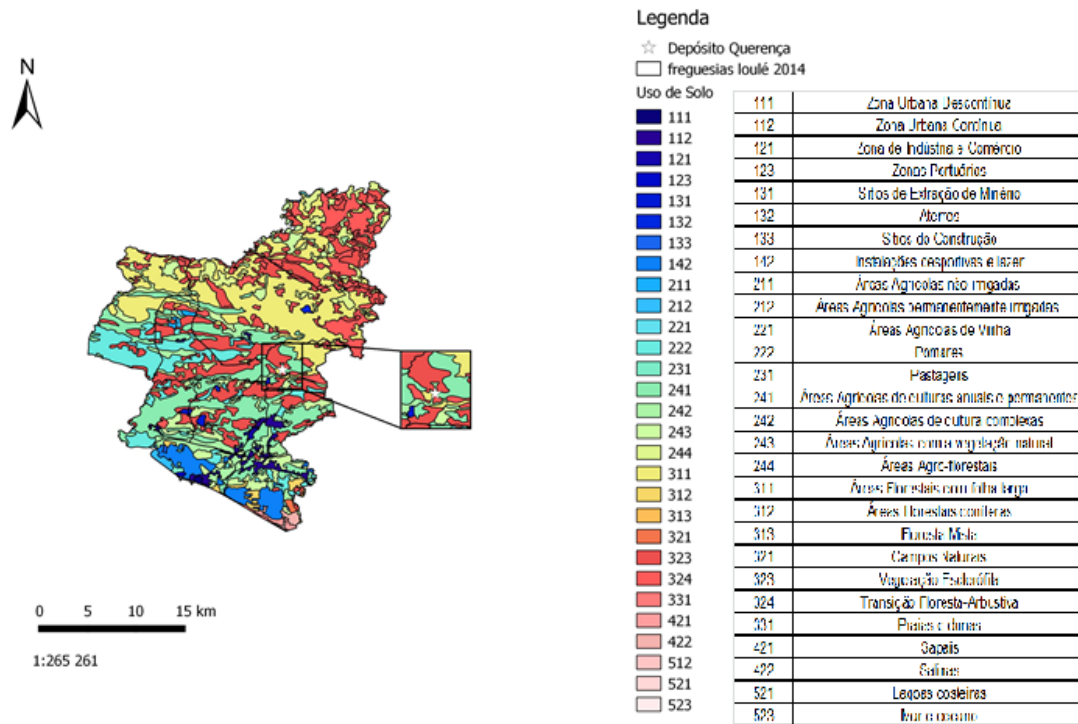 Legenda
Depósito Querença
freguesias loulé 2014
Uso de Solo
111
112
121
123
131
132
133
142
211
212
221
222
231
241
242
243
244
311
312
313
321
323
324
331
421
422
512
521
523
111 Zona Urbana Descontínua
112 Zona Urbana Contínua
121 Zona de Indústria e Comércio
123 Zonas Portuárias
131 Sítios de Extração de Minério
132 Aterros
133 Sítios de Construção
142 Instalações desportivas e lazer
211 Áreas Agrícolas não irrigadas
212 Áreas Agrícolas permanentemente irrigadas
221 Áreas Agrícolas de Vinha
222 Pomares
231 Pastagens
241 Áreas Agrícolas de culturas anuais e permanentes
242 Áreas Agrícolas de cultura complexas
243 Áreas Agrícolas com a vegetação natural
244 Áreas Agro-florestais
311 Áreas Florestais com folha larga
312 Áreas Florestais coníferas
313 Floresta Mista
321 Campos Naturais
323 Vegetação Esclerófita
324 Transição Floresta-Arbustiva
331 Praias e dunas
421 Sapais
422 Salinas
521 Lagoas costeiras
523 Mar e oceano
N
0 5 10 15 km
1:265 261